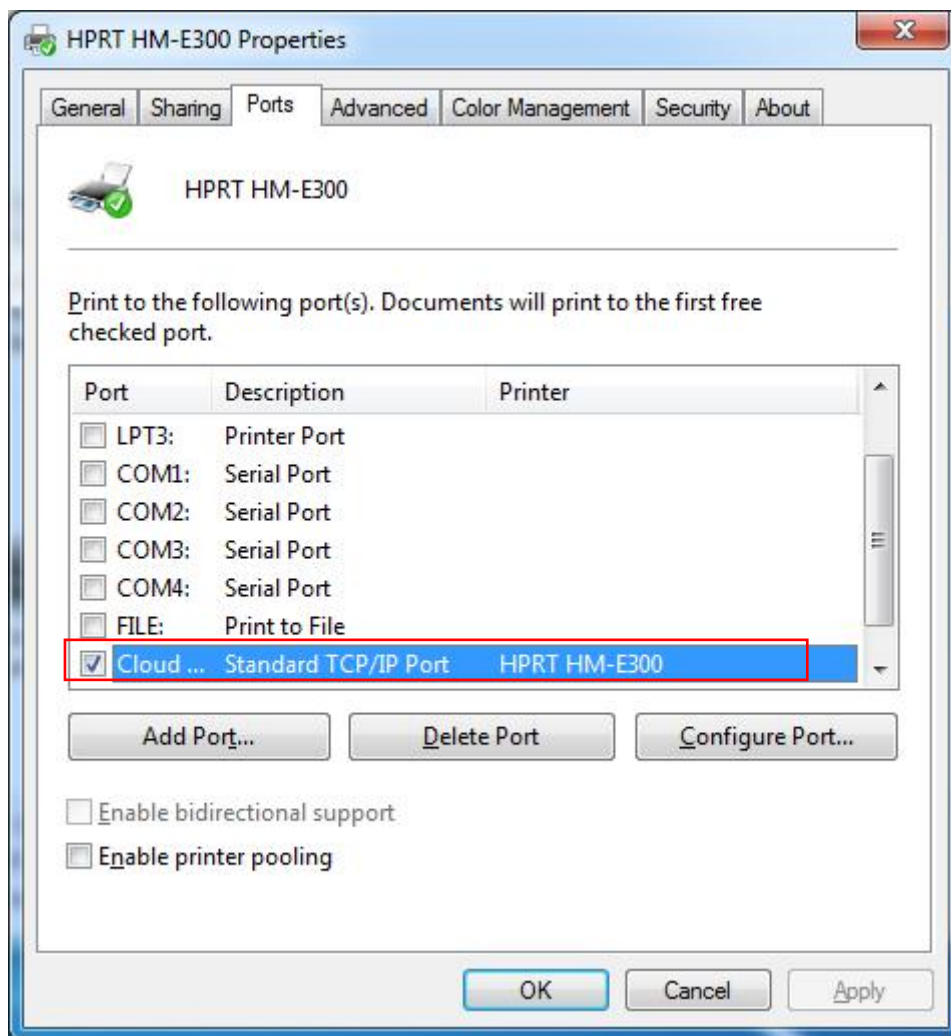 HPRT HM-E300 Properties
General Sharing Ports Advanced Color Management Security About
HPRT HM-E300
Print to the following port(s). Documents will print to the first free
checked port.
Port Description Printer
LPT3: Printer Port
COM1: Serial Port
COM2: Serial Port
COM3: Serial Port
COM4: Serial Port
FILE: Print to File
Cloud ... Standard TCP/IP Port HPRT HM-E300
Add Port... Delete Port Configure Port...
Enable bidirectional support
Enable printer pooling
OK Cancel Apply